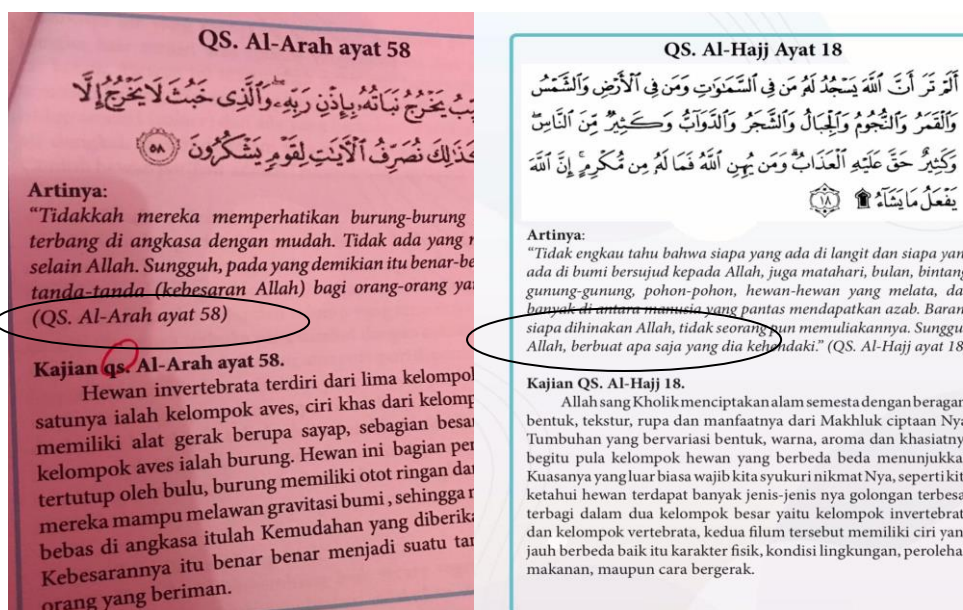 QS. Al-Arah ayat 58
يَخْرُجُ نَبَاتُهُۥ بِإِذْنِ رَبِّهِۦ ۖ وَٱلَّذِى خَبُثَ لَا يَخْرُجُ إِلَّا
كَذَٰلِكَ نُصَرِّفُ ٱلْآيَٰتِ لِقَوْمٍ يَشْكُرُونَ ٥٨
Artinya:
"Tidakkah mereka memperhatikan burung-burung
terbang di angkasa dengan mudah. Tidak ada yang
selain Allah. Sungguh, pada yang demikian itu benar-be
tanda-tanda (kebesaran Allah) bagi orang-orang ya
(QS. Al-Arah ayat 58)
Kajian qs. Al-Arah ayat 58.
Hewan invertebrata terdiri dari lima kelompo
satunya ialah kelompok aves, ciri khas dari kelomp
memiliki alat gerak berupa sayap, sebagian besa
kelompok aves ialah burung. Hewan ini bagian pe
tertutup oleh bulu, burung memiliki otot ringan da
mereka mampu melawan gravitasi bumi , sehingga
bebas di angkasa itulah Kemudahan yang diberika
Kebesarannya itu benar benar menjadi suatu ta
orang yang beriman.
QS. Al-Hajj Ayat 18
أَلَمْ تَرَ أَنَّ ٱللَّهَ يَسْجُدُ لَهُۥ مَن فِى ٱلسَّمَٰوَٰتِ وَمَن فِى ٱلْأَرْضِ وَٱلشَّمْسُ
وَٱلْقَمَرُ وَٱلنُّجُومُ وَٱلْجِبَالُ وَٱلشَّجَرُ وَٱلدَّوَآبُّ وَكَثِيرٌ مِّنَ ٱلنَّاسِ ۖ
وَكَثِيرٌ حَقَّ عَلَيْهِ ٱلْعَذَابُ ۗ وَمَن يُهِنِ ٱللَّهُ فَمَا لَهُۥ مِن مُّكْرِمٍ ۚ إِنَّ ٱللَّهَ
يَفْعَلُ مَا يَشَآءُ ۩ ١٨
Artinya:
"Tidak engkau tahu bahwa siapa yang ada di langit dan siapa yan
ada di bumi bersujud kepada Allah, juga matahari, bulan, bintang
gunung-gunung, pohon-pohon, hewan-hewan yang melata, da
banyak di antara manusia yang pantas mendapatkan azab. Baran
siapa dihinakan Allah, tidak seorang pun memuliakannya. Sunggu
Allah, berbuat apa saja yang dia kehendaki." (QS. Al-Hajj ayat 18
Kajian QS. Al-Hajj 18.
Allah sang Kholik menciptakan alam semesta dengan beragam
bentuk, tekstur, rupa dan manfaatnya dari Makhluk ciptaan Nya
Tumbuhan yang bervariasi bentuk, warna, aroma dan khasiatny
begitu pula kelompok hewan yang berbeda beda menunjukka
Kuasanya yang luar biasa wajib kita syukuri nikmat Nya, seperti kit
ketahui hewan terdapat banyak jenis-jenis nya golongan terbesa
terbagi dalam dua kelompok besar yaitu kelompok invertebrat
dan kelompok vertebrata, kedua filum tersebut memiliki ciri yan
jauh berbeda baik itu karakter fisik, kondisi lingkungan, peroleha
makanan, maupun cara bergerak.